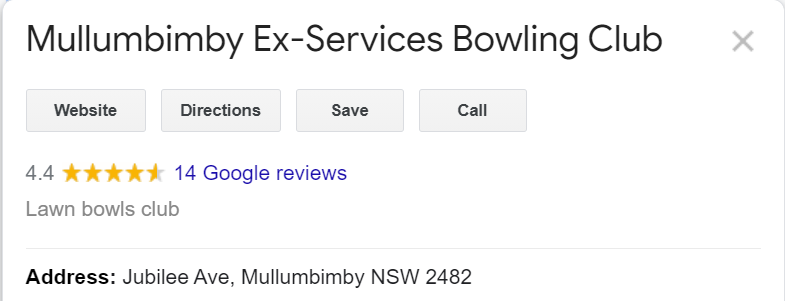 Mullumbimby Ex-Services Bowling Club
Website Directions Save Call
4.4 14 Google reviews
Lawn bowls club
Address: Jubilee Ave, Mullumbimby NSW 2482